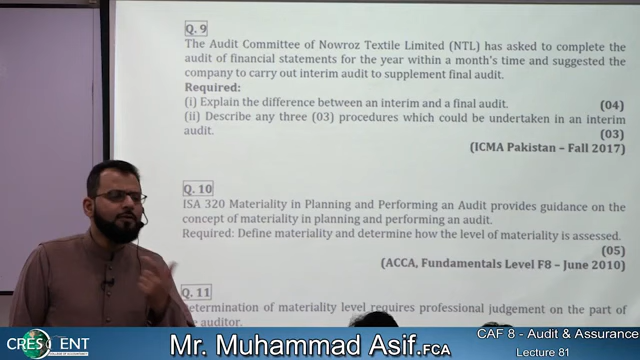 Q. 9
The Audit Committee of Nowroz Textile Limited (NTL) has asked to complete the
audit of financial statements for the year within a month's time and suggested the
company to carry out interim audit to supplement final audit.
Required:
(i) Explain the difference between an interim and a final audit. (04)
(ii) Describe any three (03) procedures which could be undertaken in an interim
audit. (03)
(ICMA Pakistan – Fall 2017)
Q. 10
ISA 320 Materiality in Planning and Performing an Audit provides guidance on the
concept of materiality in planning and performing an audit.
Required: Define materiality and determine how the level of materiality is assessed.
(05)
(ACCA, Fundamentals Level F8 – June 2010)
Q. 11
etermination of materiality level requires professional judgement on the part of
e auditor.
CRESCENT
COLLEGE OF ACCOUNTANCY
Mr. Muhammad Asif.FCA
CAF 8 - Audit & Assurance
Lecture 81